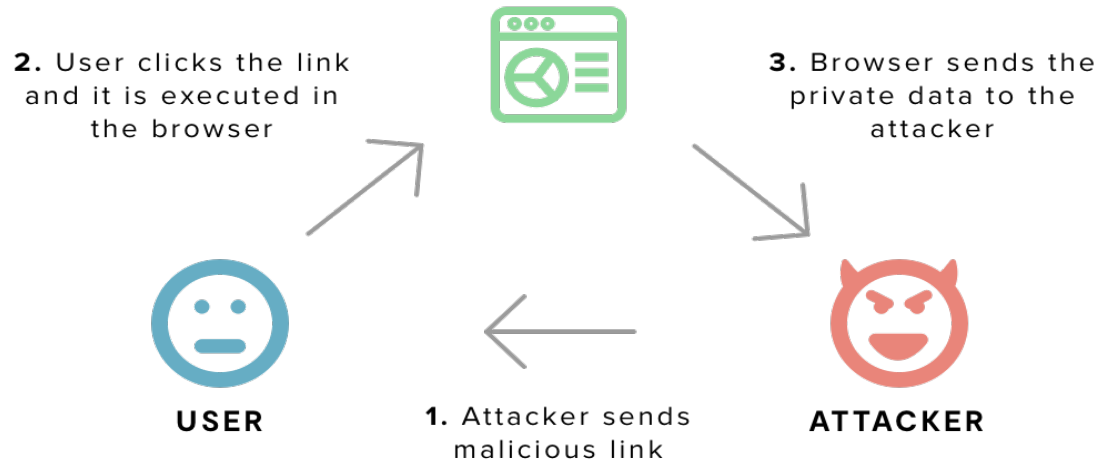 2. User clicks the link
and it is executed in
the browser
3. Browser sends the
private data to the
attacker
USER
1. Attacker sends
malicious link
ATTACKER